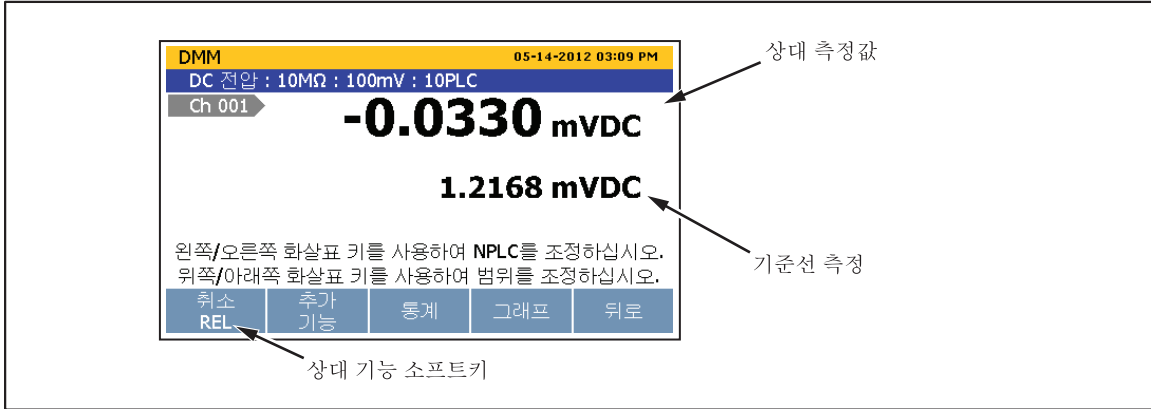 DMM 05-14-2012 03:09 PM
DC 전압 : 10MΩ : 100mV : 10PLC
Ch 001
-0.0330 mVDC
1.2168 mVDC
왼쪽/오른쪽 화살표 키를 사용하여 NPLC를 조정하십시오.
위쪽/아래쪽 화살표 키를 사용하여 범위를 조정하십시오.
취소 REL
추가 기능
통계
그래프
뒤로
상대 측정값
기준선 측정
상대 기능 소프트키